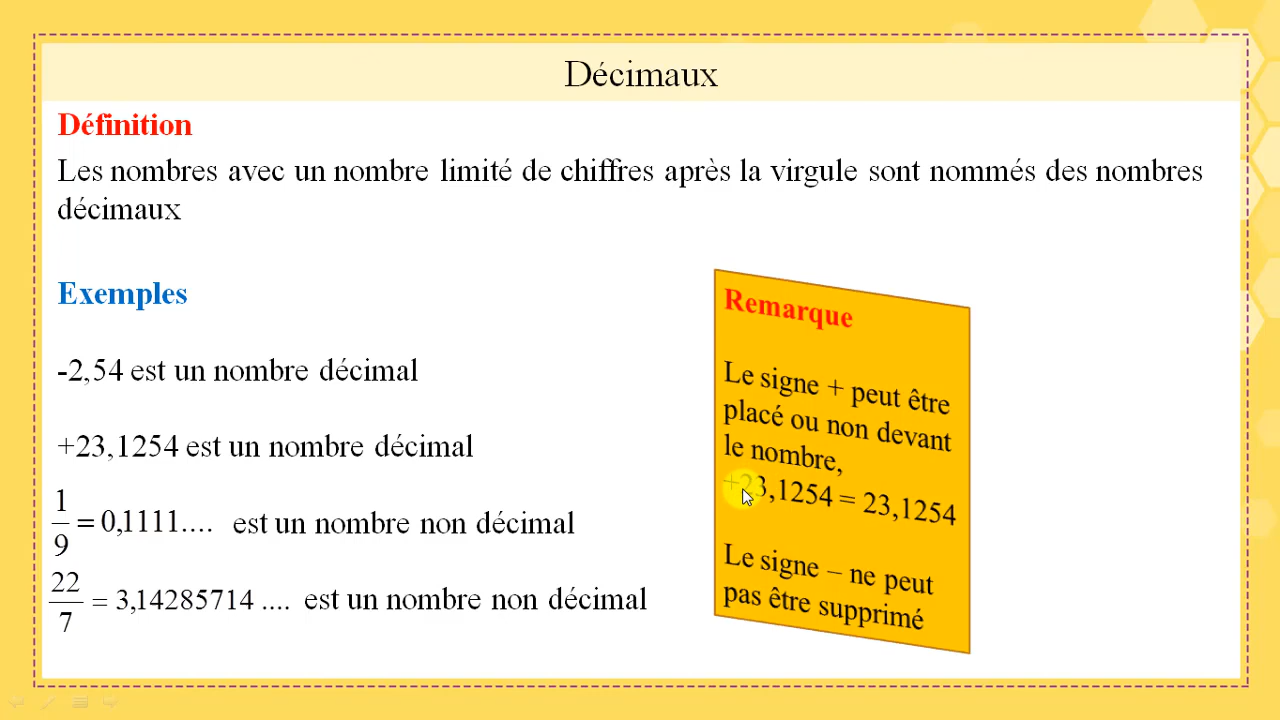 Décimaux
Définition
Les nombres avec un nombre limité de chiffres après la virgule sont nommés des nombres
décimaux
Exemples
-2,54 est un nombre décimal
+23,1254 est un nombre décimal
1/9 = 0,1111.... est un nombre non décimal
22/7 = 3,14285714 .... est un nombre non décimal
Remarque
Le signe + peut être
placé ou non devant
le nombre,
+23,1254 = 23,1254
Le signe – ne peut
pas être supprimé